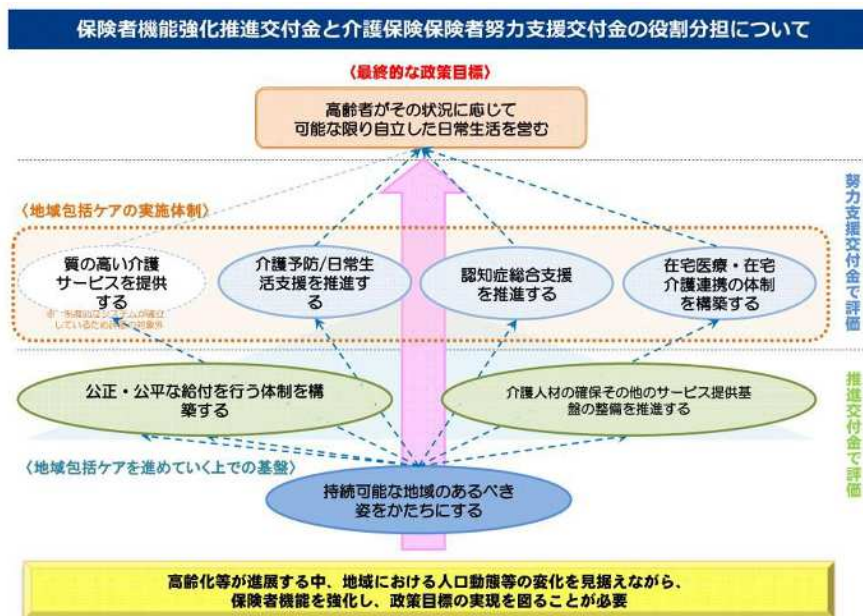 保険者機能強化推進交付金と介護保険保険者努力支援交付金の役割分担について
〈最終的な政策目標〉
高齢者がその状況に応じて
可能な限り自立した日常生活を営む
〈地域包括ケアの実施体制〉
質の高い介護
サービスを提供
する
しているため
対象外
介護予防/日常生
活支援を推進す
る
認知症総合支援
を推進する
在宅医療・在宅
介護連携の体制
を構築する
努力支援交付金で評価
公正・公平な給付を行う体制を構
築する
介護人材の確保その他のサービス提供基
盤の整備を推進する
推進交付金で評価
〈地域包括ケアを進めていく上での基盤〉
持続可能な地域のあるべき
姿をかたちにする
高齢化等が進展する中、地域における人口動態等の変化を見据えながら、
保険者機能を強化し、政策目標の実現を図ることが必要